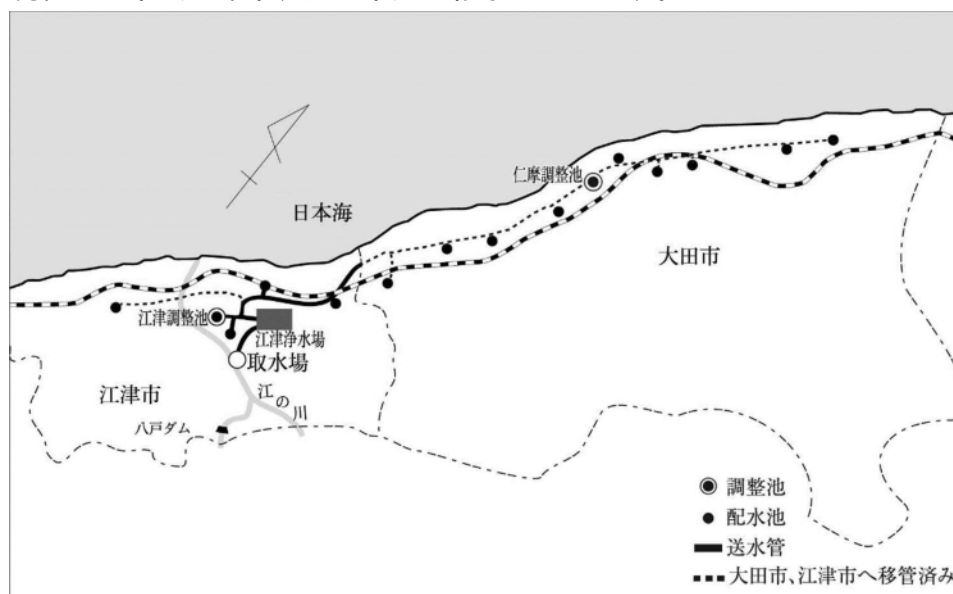 仁摩調整池
日本海
大田市
江津調整池
江津浄水場
取水場
江津市
江の川
八戸ダム
調整池
配水池
送水管
大田市、江津市へ移管済み